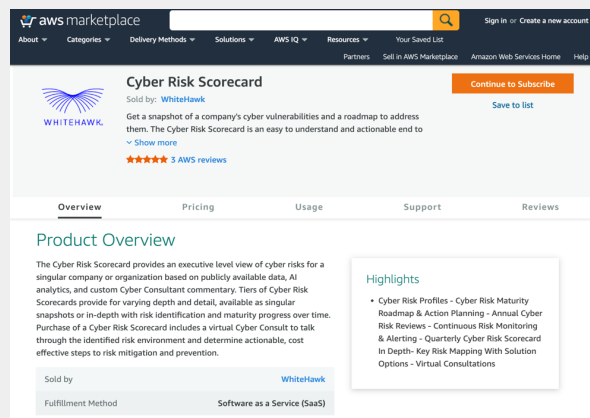 aws marketplace
Sign in or Create a new account
About Categories Delivery Methods Solutions AWS IQ Resources Your Saved List
Partners Sell in AWS Marketplace Amazon Web Services Home Help
WHITEHAWK.
Cyber Risk Scorecard
Sold by: WhiteHawk
Get a snapshot of a company's cyber vulnerabilities and a roadmap to address
them. The Cyber Risk Scorecard is an easy to understand and actionable end to
Show more
3 AWS reviews
Continue to Subscribe
Save to list
Overview Pricing Usage Support Reviews
Product Overview
The Cyber Risk Scorecard provides an executive level view of cyber risks for a
singular company or organization based on publicly available data, AI
analytics, and custom Cyber Consultant commentary. Tiers of Cyber Risk
Scorecards provide for varying depth and detail, available as singular
snapshots or in-depth with risk identification and maturity progress over time.
Purchase of a Cyber Risk Scorecard includes a virtual Cyber Consult to talk
through the identified risk environment and determine actionable, cost
effective steps to risk mitigation and prevention.
Sold by WhiteHawk
Fulfillment Method Software as a Service (SaaS)
Highlights
• Cyber Risk Profiles - Cyber Risk Maturity
Roadmap & Action Planning - Annual Cyber
Risk Reviews - Continuous Risk Monitoring
& Alerting - Quarterly Cyber Risk Scorecard
In Depth- Key Risk Mapping With Solution
Options - Virtual Consultations